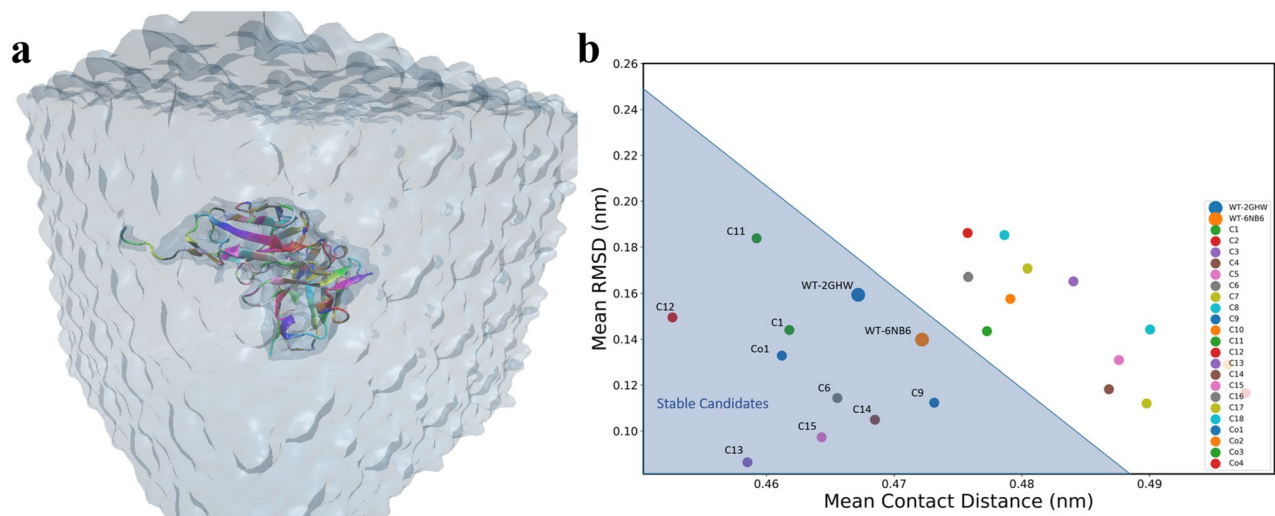 a
b
0.26
0.24
0.22
0.20
0.18
0.16
0.14
0.12
0.10
Mean RMSD (nm)
C11
WT-2GHW
C12
C1
WT-6NB6
Co1
C6
C9
Stable Candidates
C14
C15
C13
0.46
0.47
0.48
0.49
Mean Contact Distance (nm)
WT-2GHW
WT-6NB6
C1
C2
C3
C4
C5
C6
C7
C8
C9
C10
C11
C12
C13
C14
C15
C16
C17
C18
Co1
Co2
Co3
Co4